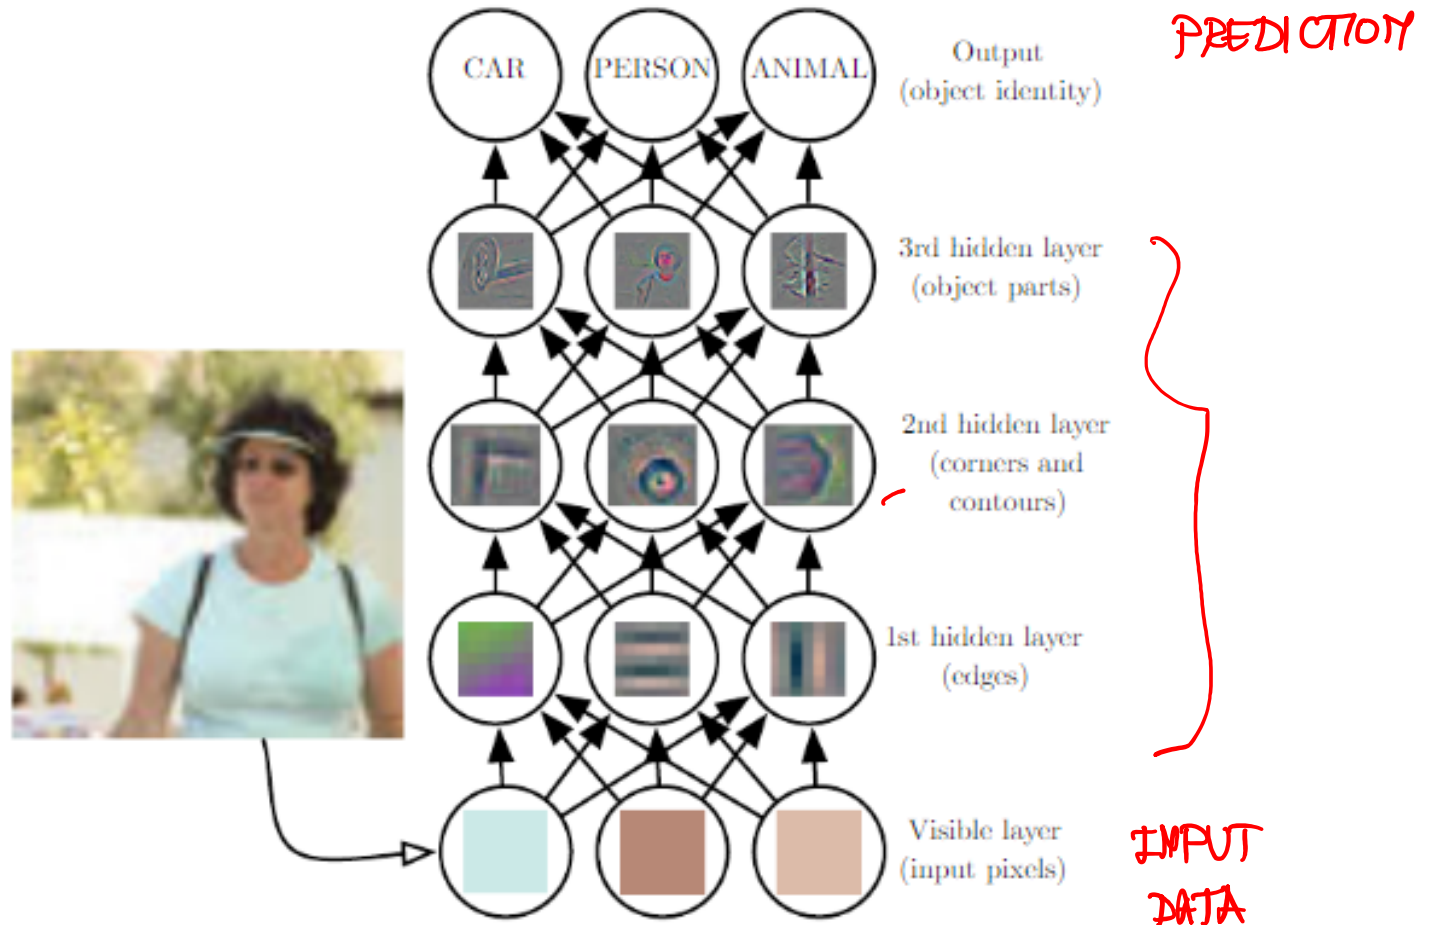 CAR PERSON ANIMAL
Output
(object identity)
PREDICTION
3rd hidden layer
(object parts)
2nd hidden layer
(corners and
contours)
1st hidden layer
(edges)
Visible layer
(input pixels)
INPUT
DATA